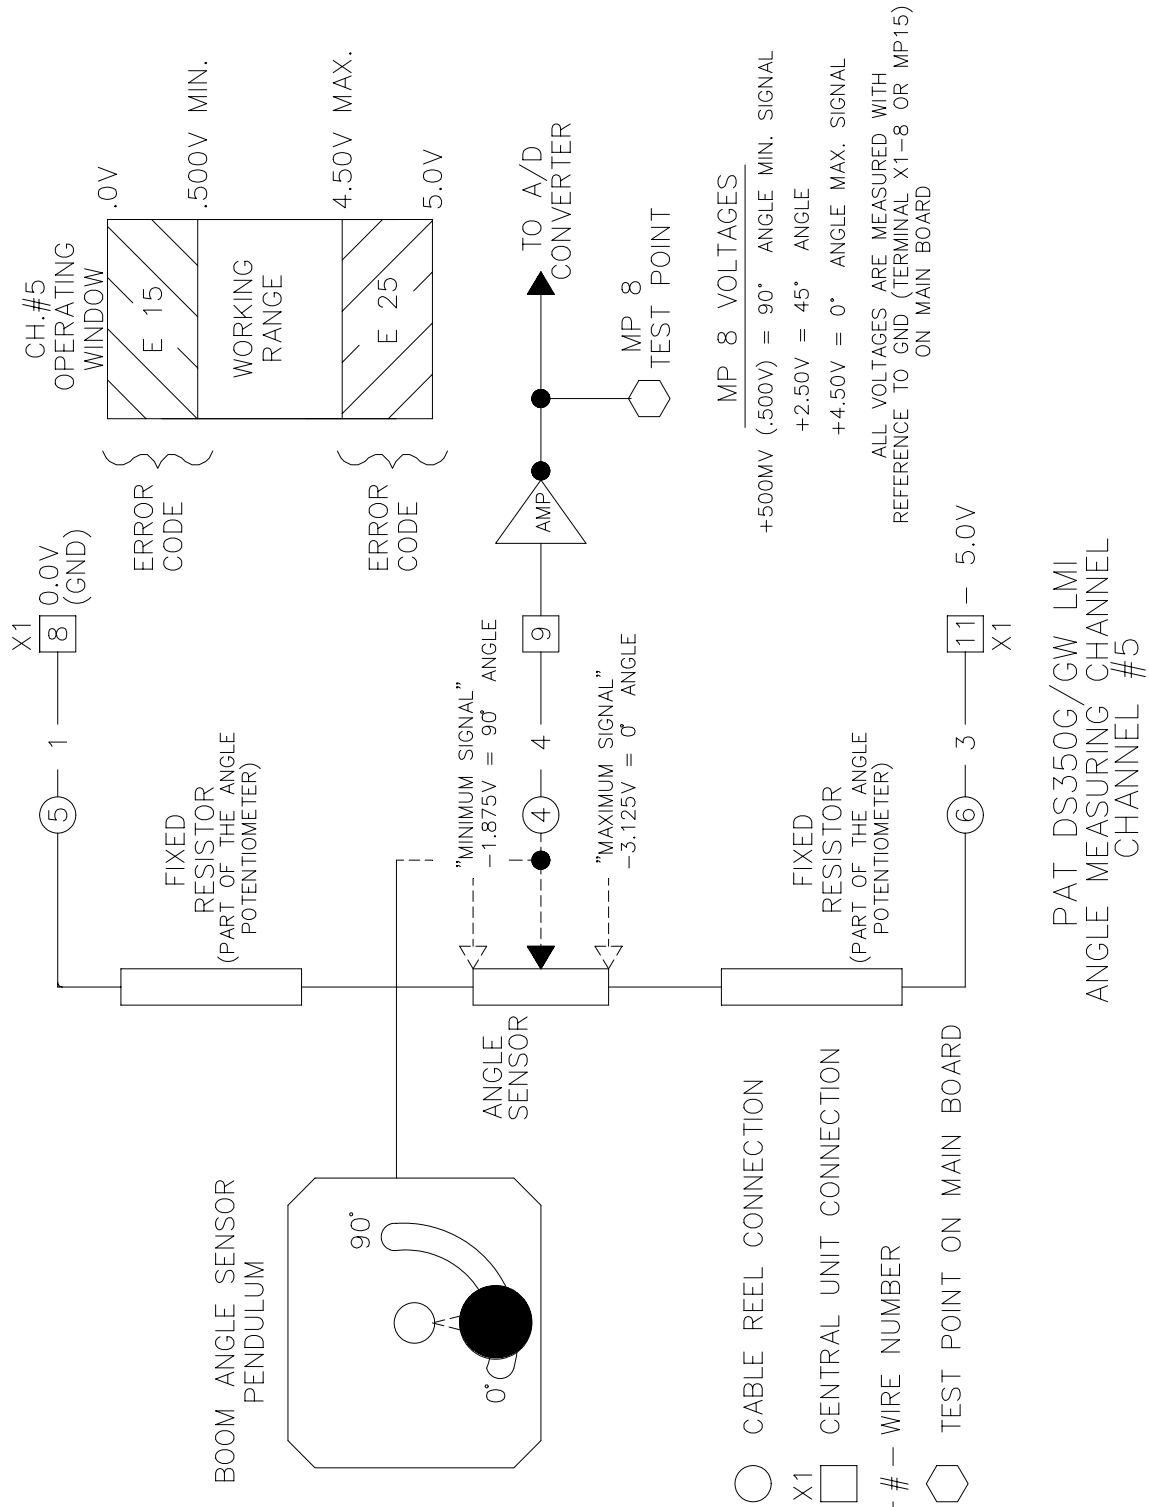 BOOM ANGLE SENSOR
PENDULUM
90°
0°
ANGLE
SENSOR
FIXED
RESISTOR
(PART OF THE ANGLE
POTENTIOMETER)
5
1
X1
8
0.0V
(GND)
"MINIMUM SIGNAL"
-1.875V = 90° ANGLE
4
4
9
AMP
"MAXIMUM SIGNAL"
-3.125V = 0° ANGLE
FIXED
RESISTOR
(PART OF THE ANGLE
POTENTIOMETER)
6
3
11
X1
- 5.0V
CH.#5
OPERATING
WINDOW
ERROR
CODE
E 15
.0V
.500V MIN.
WORKING
RANGE
ERROR
CODE
E 25
4.50V MAX.
5.0V
TO A/D
CONVERTER
MP 8
TEST POINT
MP 8 VOLTAGES
+500MV (.500V) = 90° ANGLE MIN. SIGNAL
+2.50V = 45° ANGLE
+4.50V = 0° ANGLE MAX. SIGNAL
ALL VOLTAGES ARE MEASURED WITH
REFERENCE TO GND (TERMINAL X1-8 OR MP15)
ON MAIN BOARD
CABLE REEL CONNECTION
X1
CENTRAL UNIT CONNECTION
-#- WIRE NUMBER
TEST POINT ON MAIN BOARD
PAT DS350G/GW LMI
ANGLE MEASURING CHANNEL
CHANNEL #5